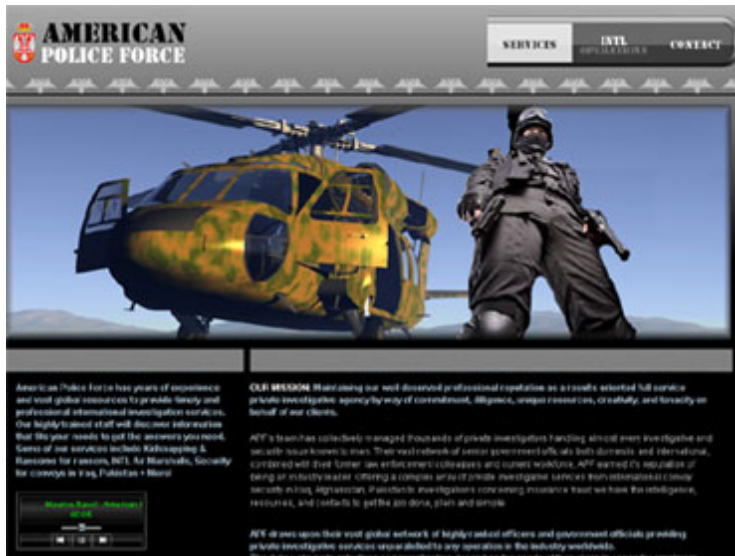 AMERICAN
POLICE FORCE
SERVICES
INTL
OPERATIONS
CONTACT
American Police Force has years of experience
and vast global resources to provide timely and
professional international investigation services.
Our highly trained staff will discover information
that fits your needs to get the answers you need.
Some of our services include Kidnapping &
Ransome for ransom, INTL Air Marshalls, Security
for convoys in Iraq, Pakistan + More!
OUR MISSION: Maintaining our well deserved professional reputation as a results oriented full service
private investigative agency by way of commitment, diligence, unique resources, creativity, and tenacity on
behalf of our clients.
APF's team has collectively managed thousands of private investigators handling almost every investigative and
security issue known to man. Their vast network of senior government officials both domestic and international,
combined with their former law enforcement colleagues and current workforce, APF earned it's reputation of
being an industry leader. Offering a complex array of private investigative services from international convoy
security in Iraq, Afghanistan, Pakistan to investigations concerning insurance fraud we have the intelligence,
resources, and contacts to get the job done, plain and simple.
APF draws upon their vast global network of highly ranked officers and government officials providing
private investigative services unparalleled to any operation in the industry worldwide.